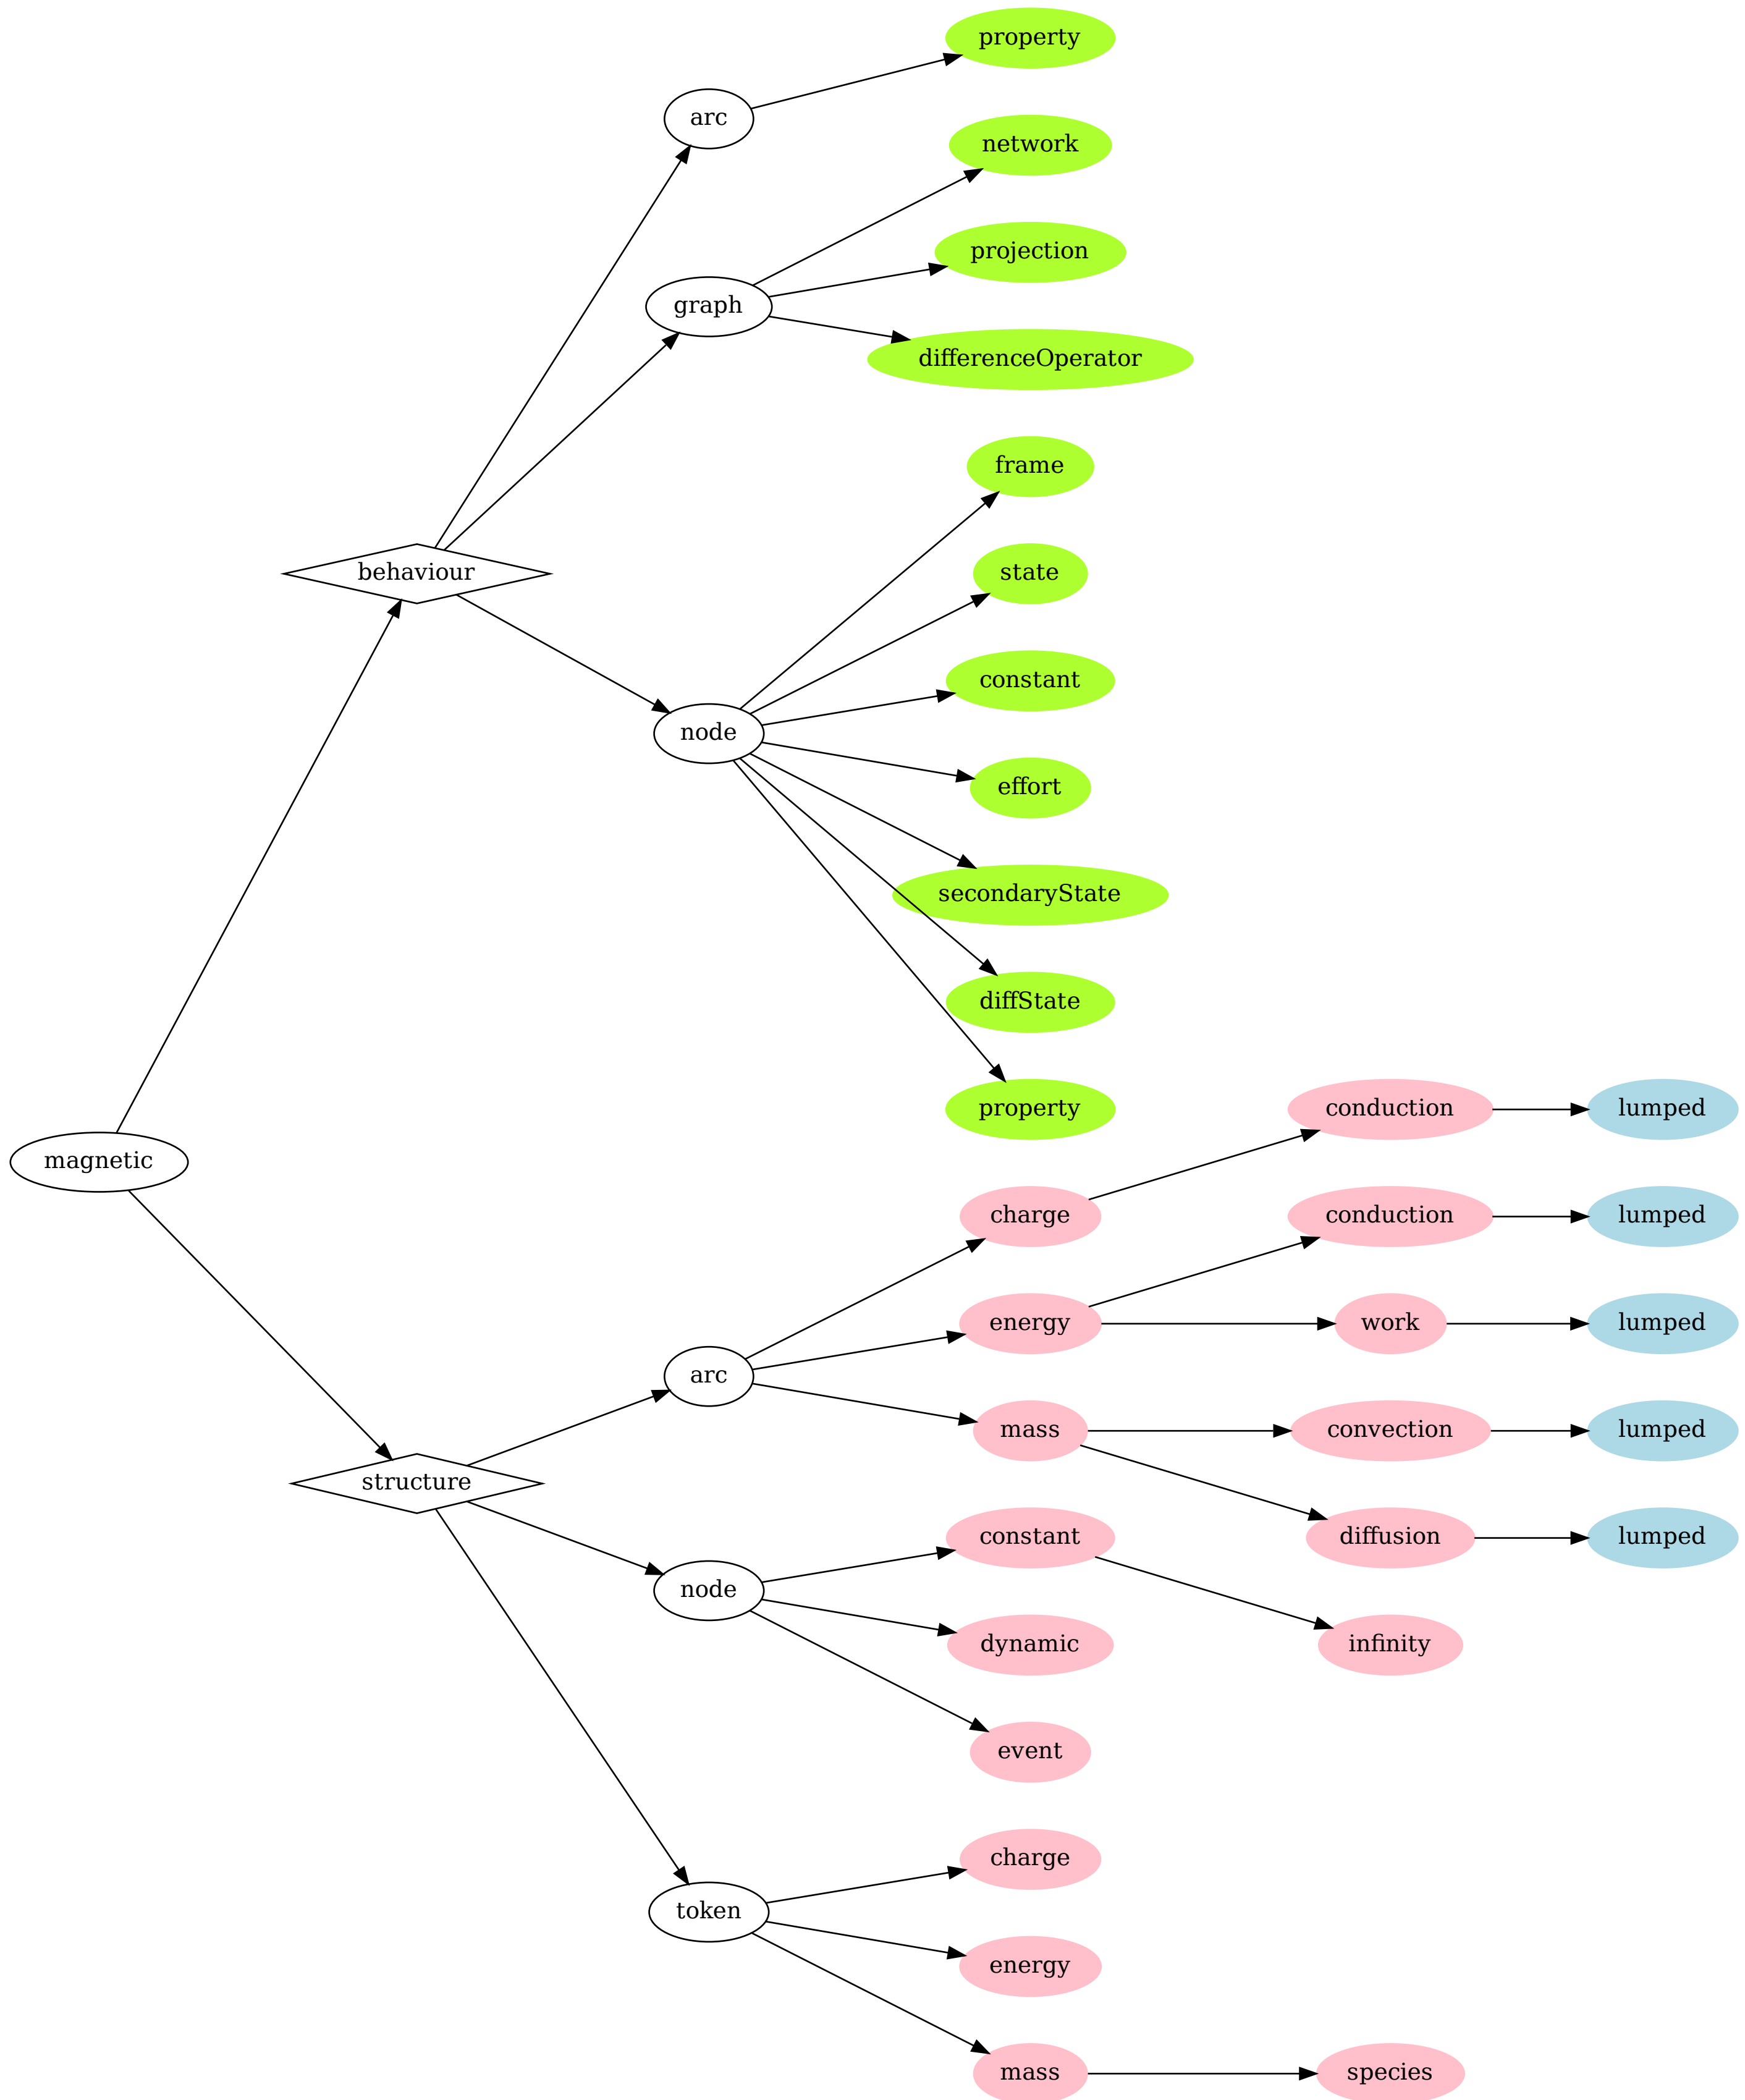 property
arc
network
projection
graph
differenceOperator
frame
state
behaviour
constant
node
effort
secondaryState
diffState
property
conduction
lumped
magnetic
charge
conduction
lumped
energy
work
lumped
arc
mass
convection
lumped
structure
constant
diffusion
lumped
node
dynamic
infinity
event
charge
token
energy
mass
species